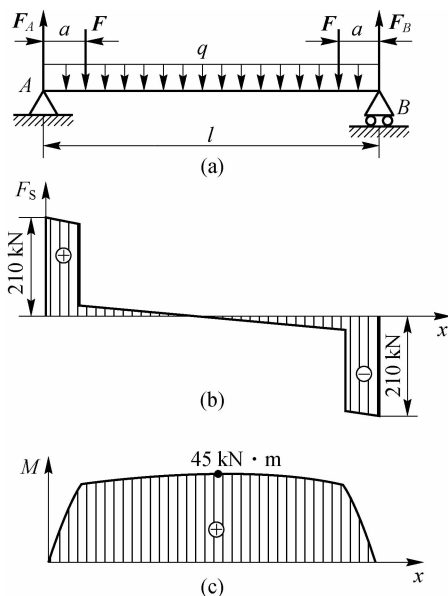 F_A a F F a F_B
q
A B
l
(a)
F_S
210 kN ⊕
x
⊖ 210 kN
(b)
M 45 kN · m
⊕
x
(c)